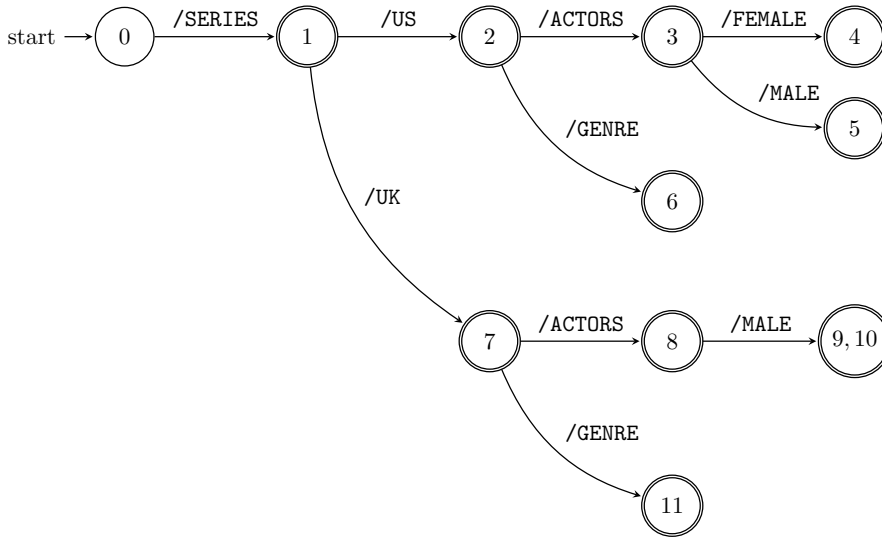 start 0 /SERIES 1 /US 2 /ACTORS 3 /FEMALE 4
/MALE
5
/GENRE
6
/UK
7 /ACTORS 8 /MALE 9, 10
/GENRE
11